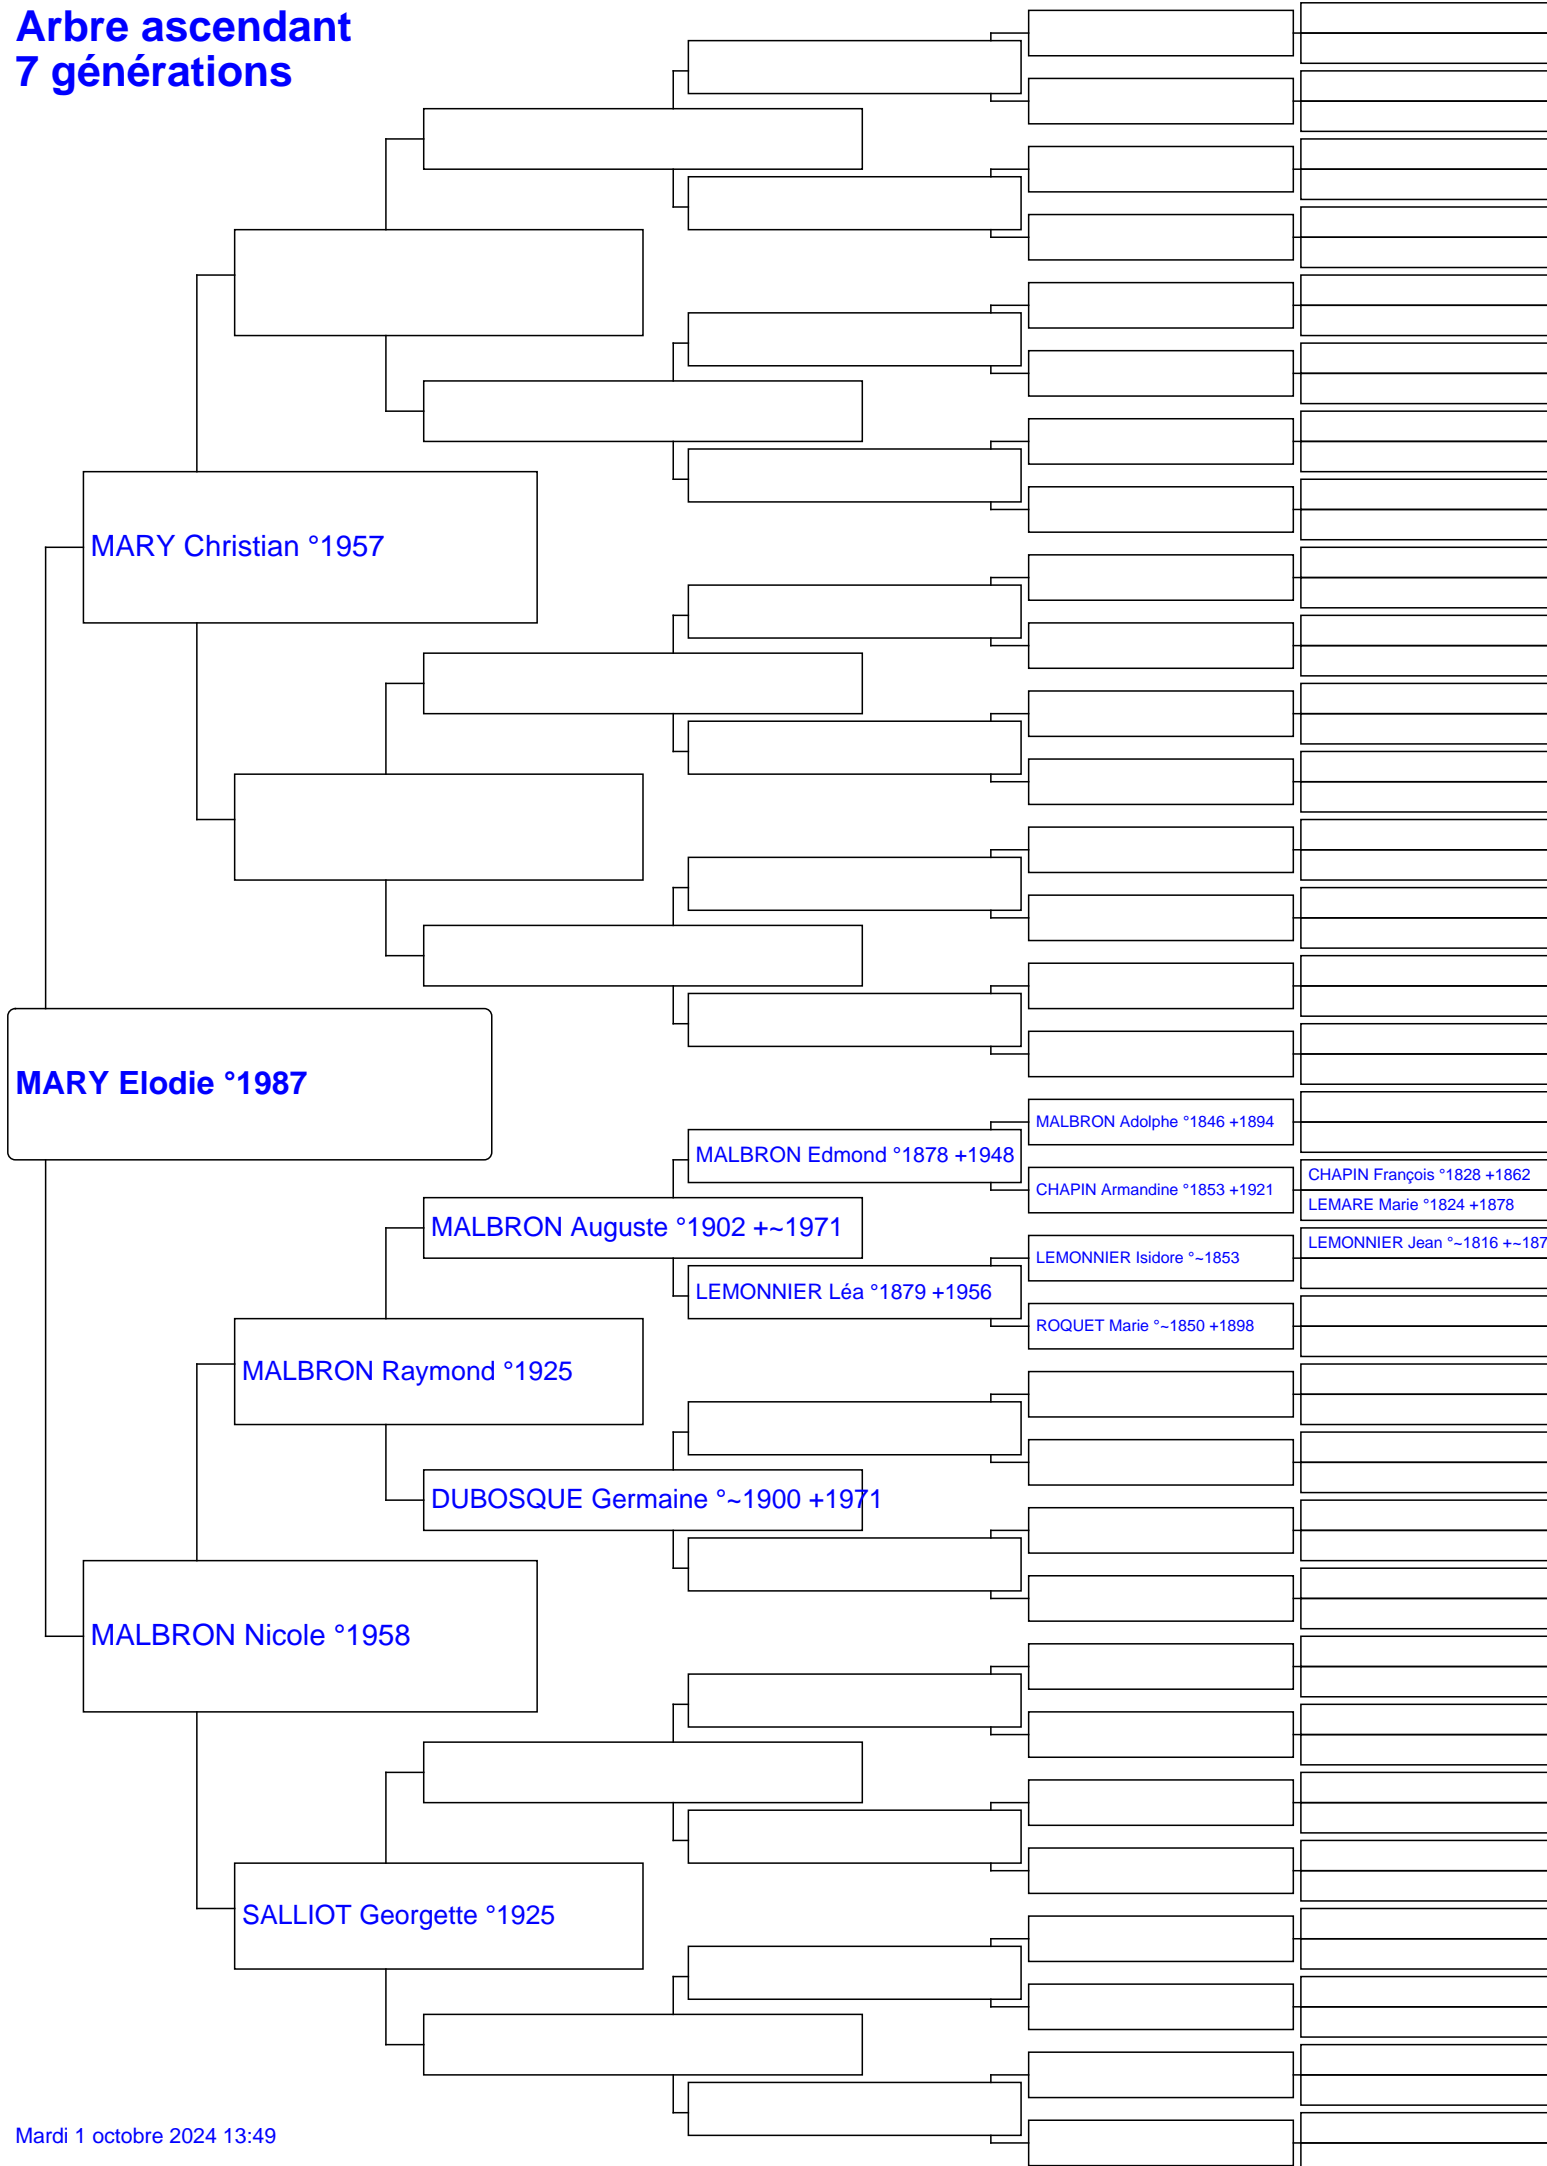 Arbre ascendant
7 générations
MARY Christian °1957
MARY Elodie °1987
MALBRON Adolphe °1846 +1894
MALBRON Edmond °1878 +1948
CHAPIN François °1828 +1862
CHAPIN Armandine °1853 +1921
LEMARE Marie °1824 +1878
MALBRON Auguste °1902 +~1971
LEMONNIER Jean °~1816 +~187
LEMONNIER Isidore °~1853
LEMONNIER Léa °1879 +1956
ROQUET Marie °~1850 +1898
MALBRON Raymond °1925
DUBOSQUE Germaine °~1900 +1971
MALBRON Nicole °1958
SALLIOT Georgette °1925
Mardi 1 octobre 2024 13:49